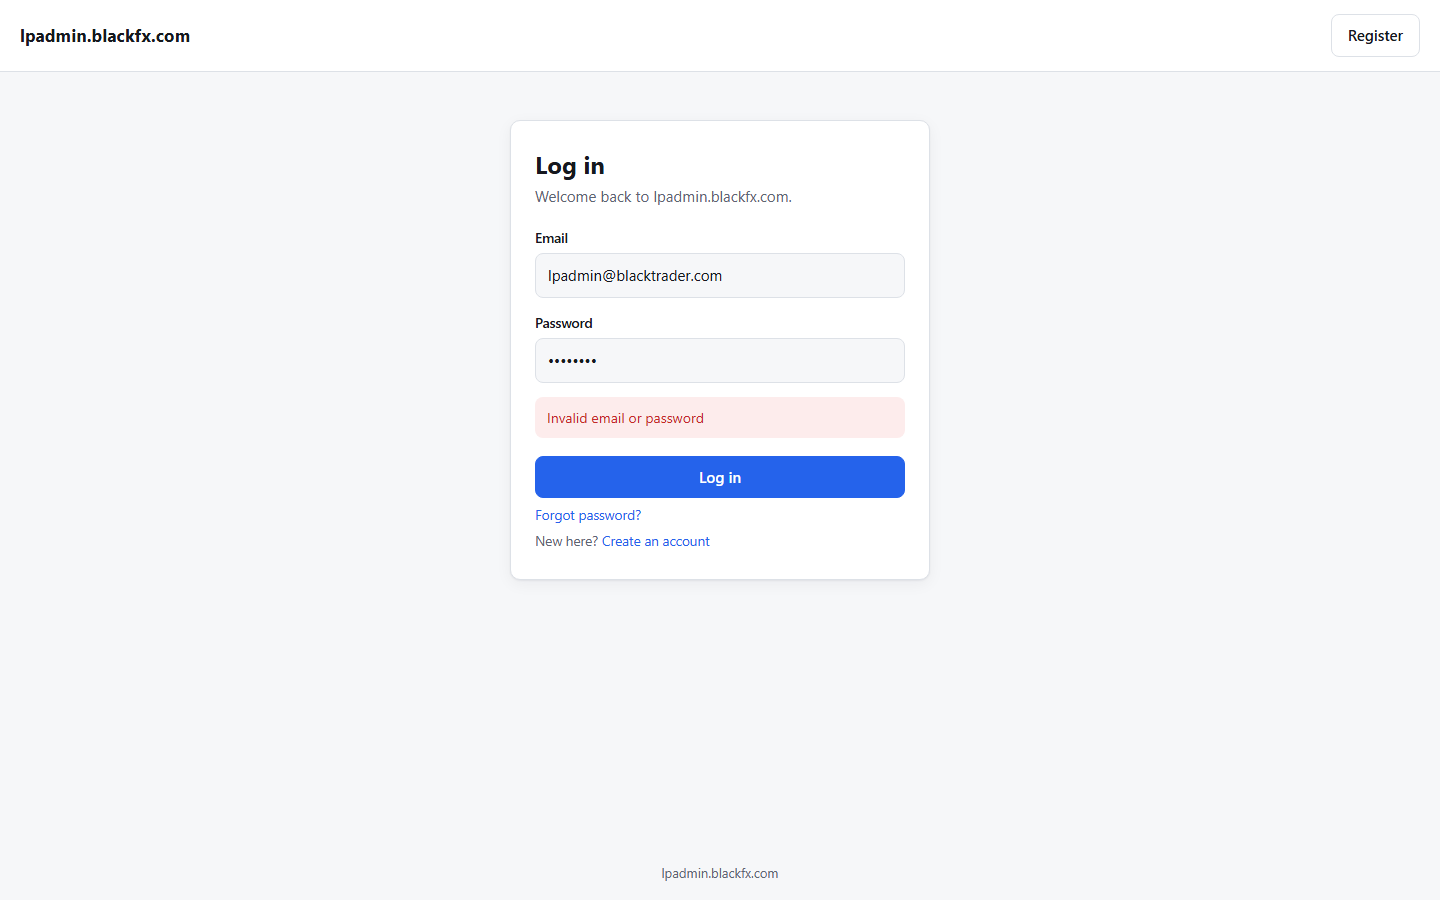 lpadmin.blackfx.com
Register
Log in
Welcome back to lpadmin.blackfx.com.
Email
lpadmin@blacktrader.com
Password
••••••••
Invalid email or password
Log in
Forgot password?
New here? Create an account
lpadmin.blackfx.com